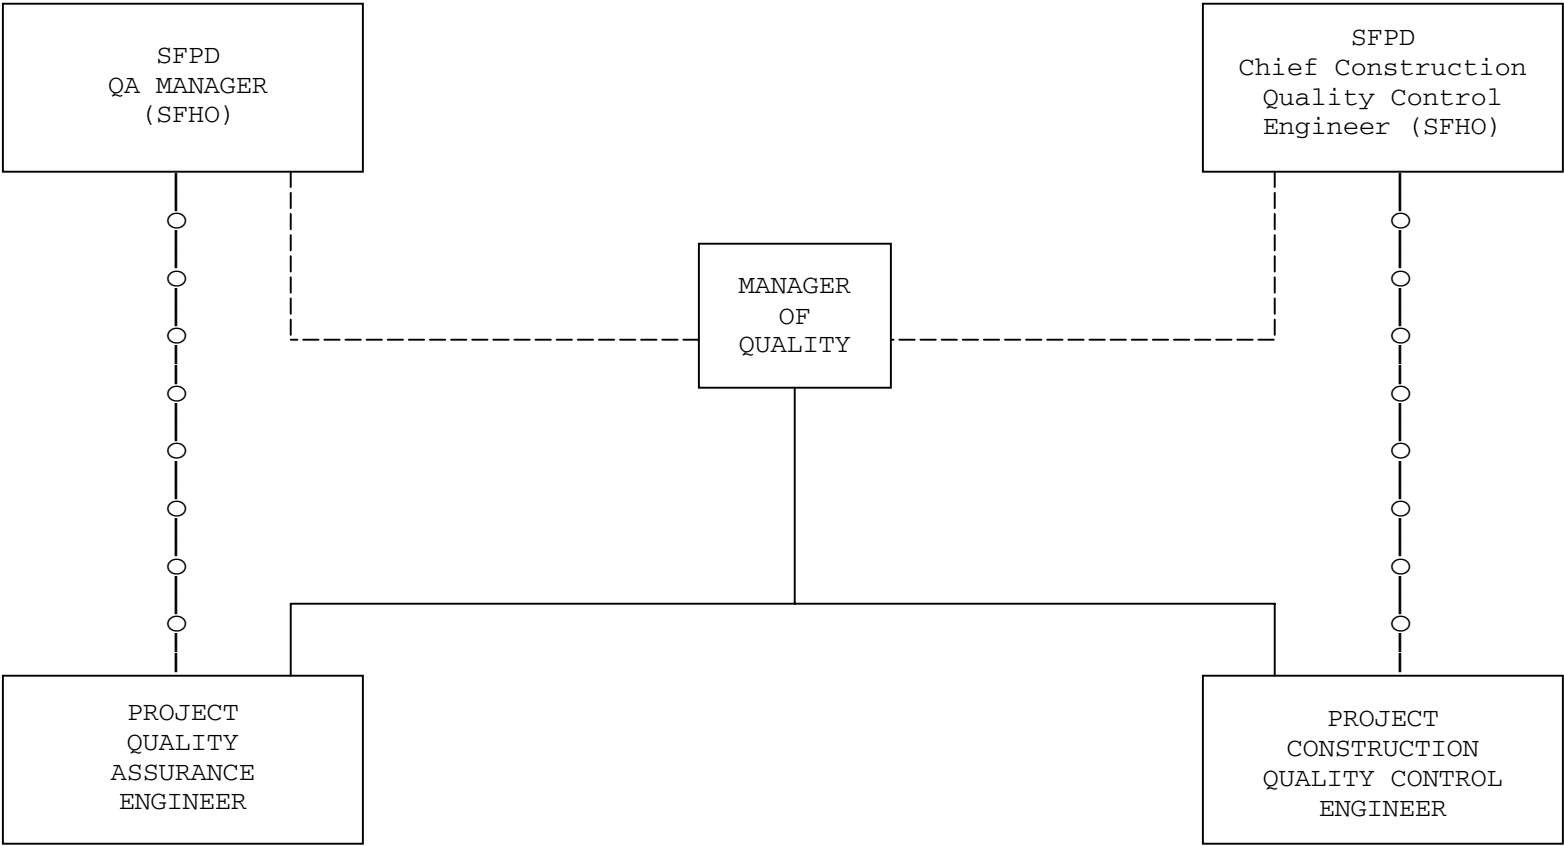 SFPD
QA MANAGER
(SFHO)
SFPD
Chief Construction
Quality Control
Engineer (SFHO)
MANAGER
OF
QUALITY
PROJECT
QUALITY
ASSURANCE
ENGINEER
PROJECT
CONSTRUCTION
QUALITY CONTROL
ENGINEER